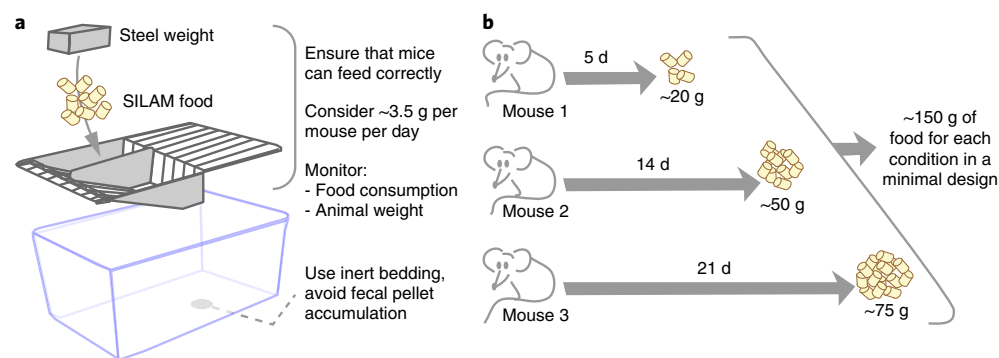 a
Steel weight
SILAM food
Ensure that mice
can feed correctly
Consider ~3.5 g per
mouse per day
Monitor:
- Food consumption
- Animal weight
Use inert bedding,
avoid fecal pellet
accumulation
b
5 d
Mouse 1
~20 g
14 d
Mouse 2
~50 g
21 d
Mouse 3
~75 g
~150 g of
food for each
condition in a
minimal design